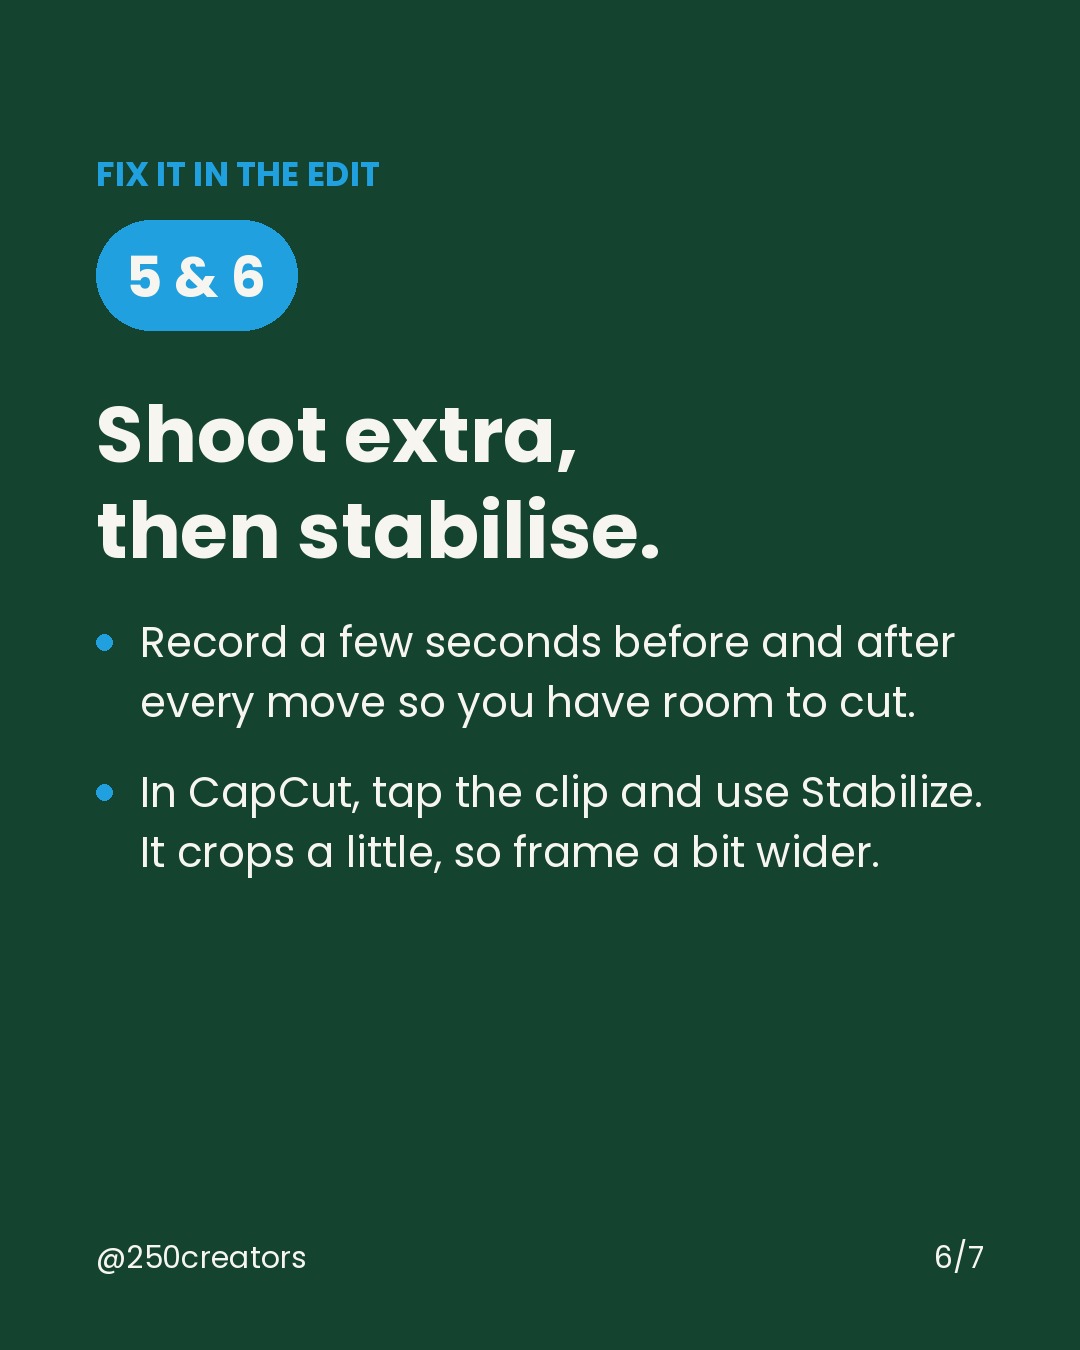 FIX IT IN THE EDIT
5 & 6
Shoot extra,
then stabilise.
Record a few seconds before and after
every move so you have room to cut.
In CapCut, tap the clip and use Stabilize.
It crops a little, so frame a bit wider.
@250creators
6/7